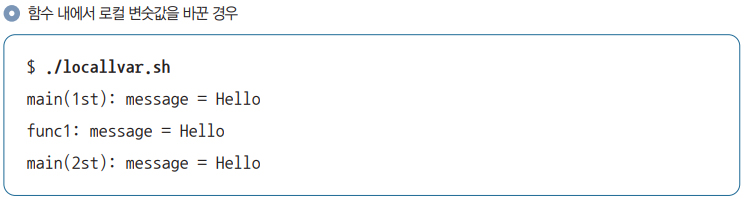 함수 내에서 로컬 변숫값을 바꾼 경우
$ ./locallvar.sh
main(1st): message = Hello
func1: message = Hello
main(2st): message = Hello